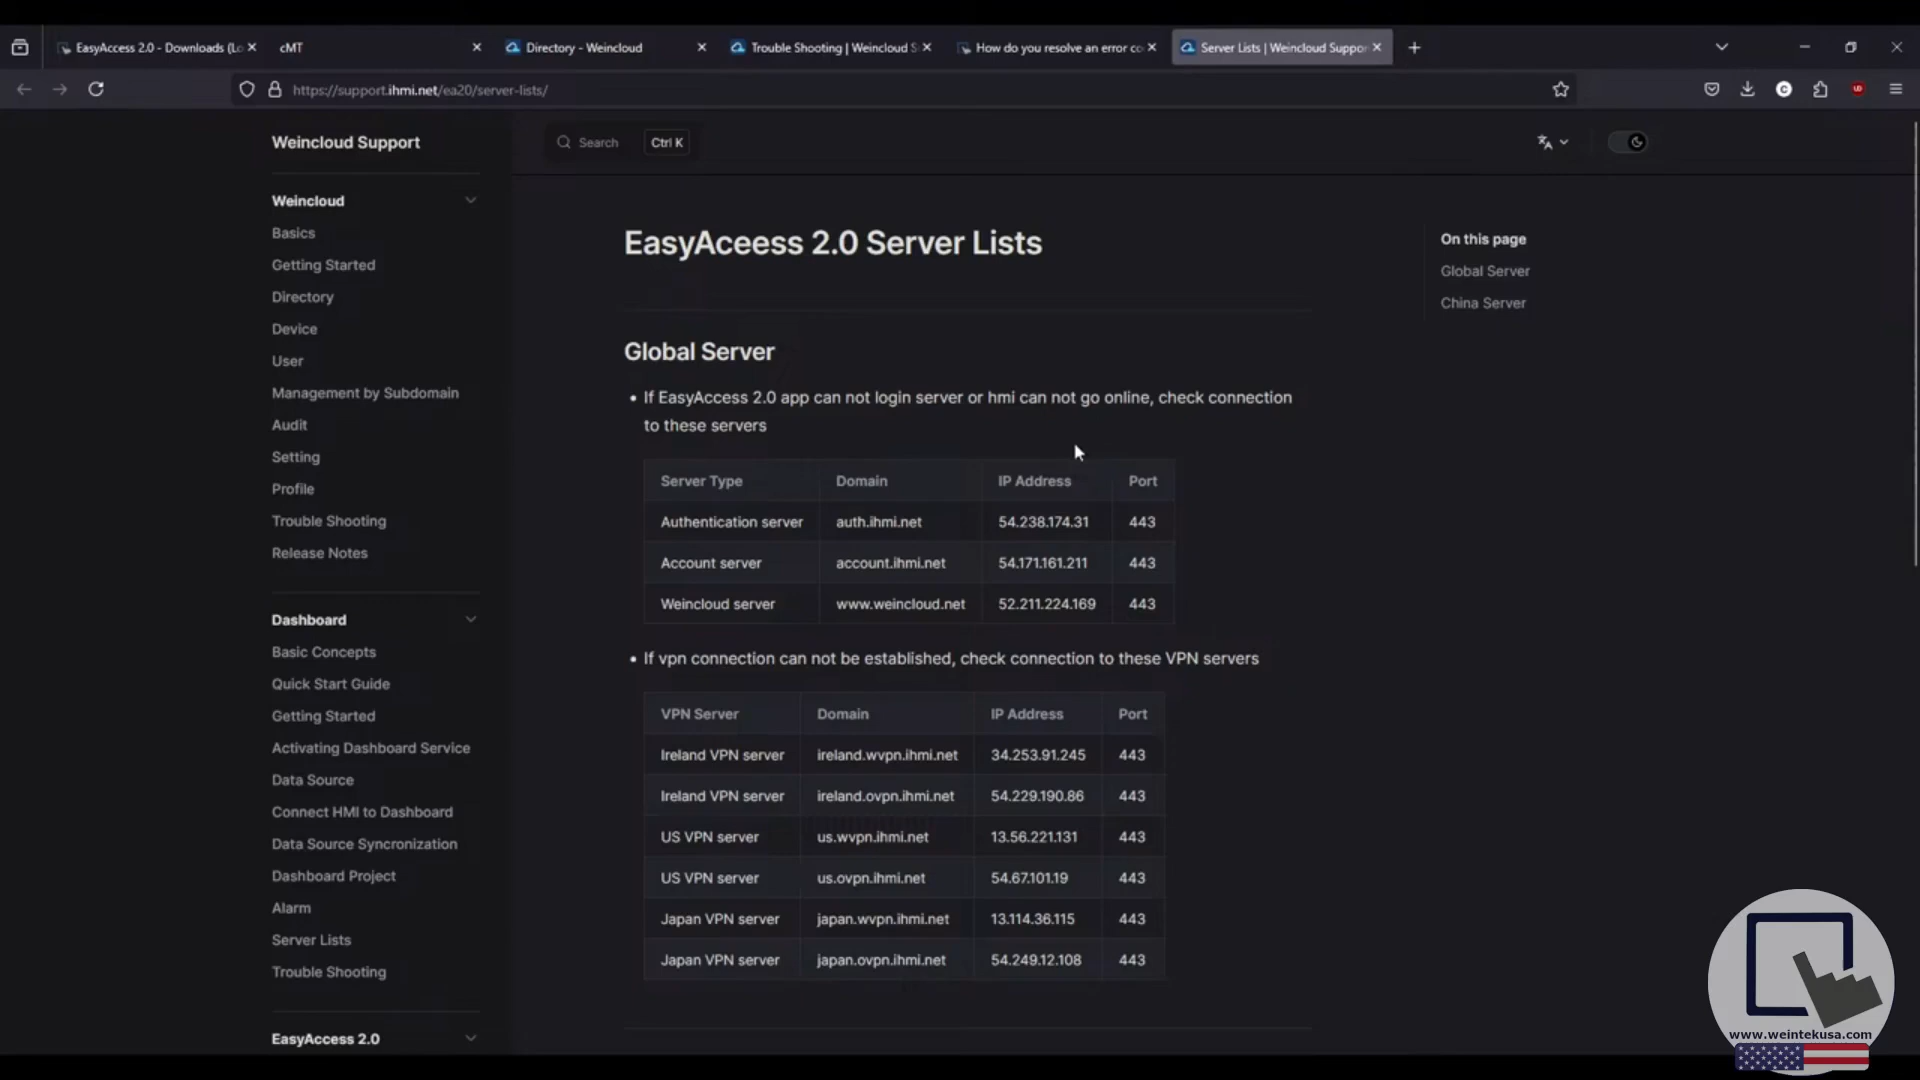 EasyAccess 2.0 - Downloads (Lo
cMT
Directory - Weincloud
Trouble Shooting | Weincloud S
How do you resolve an error co
Server Lists | Weincloud Suppor
https://support.ihmi.net/ea20/server-lists/
Weincloud Support
Search
Ctrl K
Weincloud
Basics
Getting Started
Directory
Device
User
Management by Subdomain
Audit
Setting
Profile
Trouble Shooting
Release Notes
Dashboard
Basic Concepts
Quick Start Guide
Getting Started
Activating Dashboard Service
Data Source
Connect HMI to Dashboard
Data Source Syncronization
Dashboard Project
Alarm
Server Lists
Trouble Shooting
EasyAccess 2.0
EasyAceess 2.0 Server Lists
Global Server
• If EasyAccess 2.0 app can not login server or hmi can not go online, check connection
to these servers
Server Type Domain IP Address Port
Authentication server auth.ihmi.net 54.238.174.31 443
Account server account.ihmi.net 54.171.161.211 443
Weincloud server www.weincloud.net 52.211.224.169 443
• If vpn connection can not be established, check connection to these VPN servers
VPN Server Domain IP Address Port
Ireland VPN server ireland.wvpn.ihmi.net 34.253.91.245 443
Ireland VPN server ireland.ovpn.ihmi.net 54.229.190.86 443
US VPN server us.wvpn.ihmi.net 13.56.221.131 443
US VPN server us.ovpn.ihmi.net 54.67.101.19 443
Japan VPN server japan.wvpn.ihmi.net 13.114.36.115 443
Japan VPN server japan.ovpn.ihmi.net 54.249.12.108 443
On this page
Global Server
China Server
www.weintekusa.com